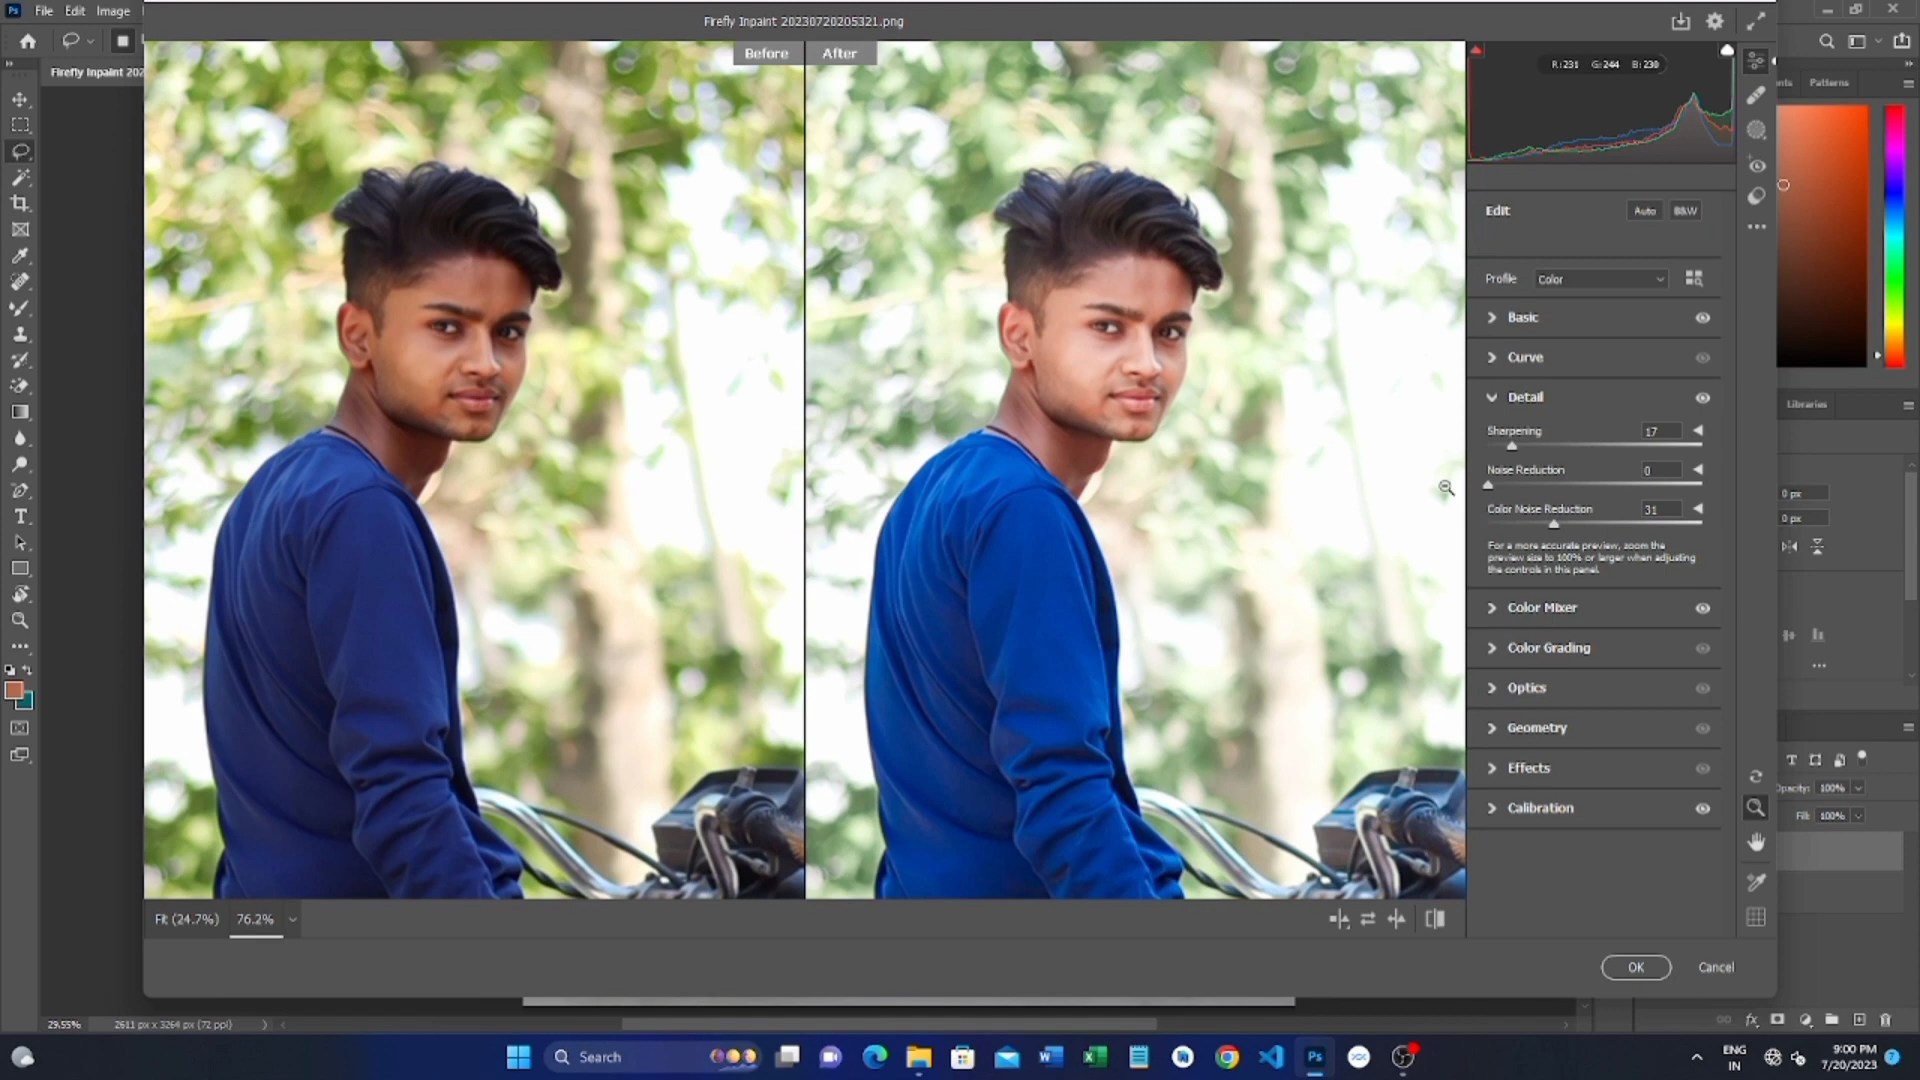 Ps File Edit Image
Firefly Inpaint 20230720205321.png
Firefly Inpaint 202
Before After
R:231 G:244 B:230
Patterns
Edit Auto B&W
Profile Color
Basic
Curve
Detail
Sharpening 17
Noise Reduction 0
Color Noise Reduction 31
For a more accurate preview, zoom the
preview size to 100% or larger when adjusting
the controls in this panel.
Color Mixer
Color Grading
Optics
Geometry
Effects
Calibration
Libraries
0 px
0 px
Opacity: 100%
Fill: 100%
Fit (24.7%) 76.2%
OK Cancel
29.55% 2611 px x 3264 px (72 ppi)
Search
ENG
IN
9:00 PM
7/20/2023
7